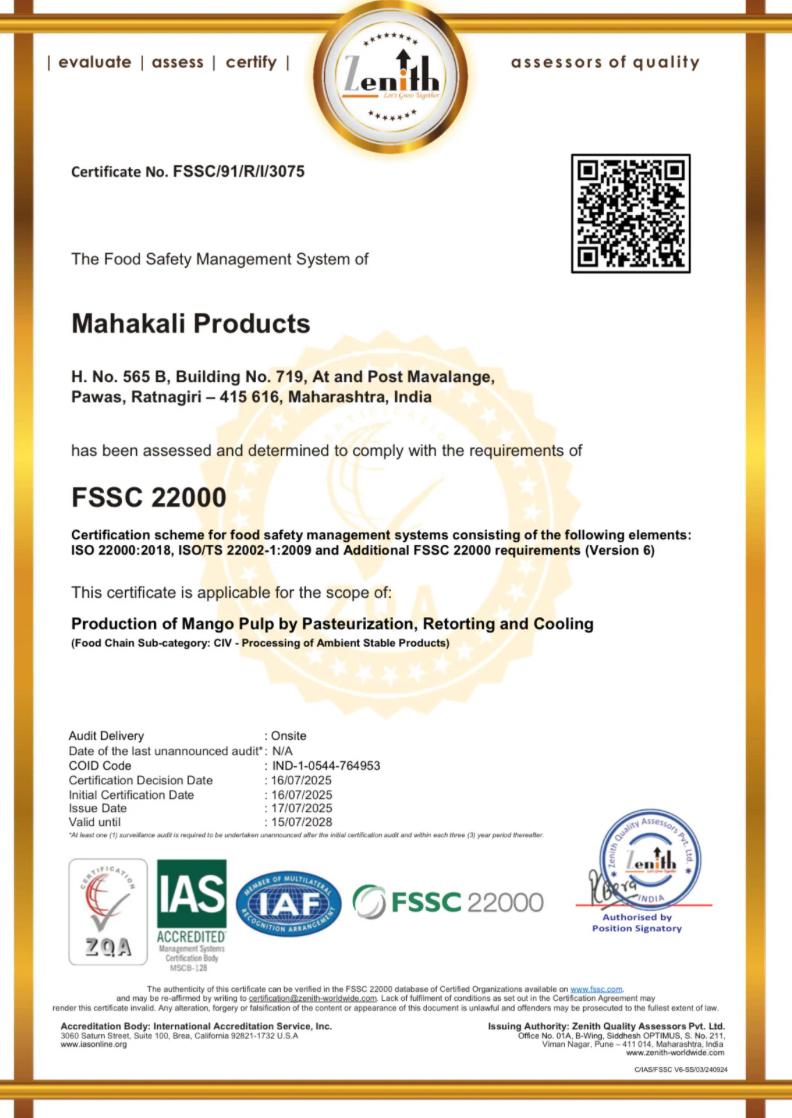 | evaluate | assess | certify |
Zenith
Let's Grow Together
assessors of quality
Certificate No. FSSC/91/R/I/3075
The Food Safety Management System of
Mahakali Products
H. No. 565 B, Building No. 719, At and Post Mavalange,
Pawas, Ratnagiri – 415 616, Maharashtra, India
has been assessed and determined to comply with the requirements of
FSSC 22000
Certification scheme for food safety management systems consisting of the following elements:
ISO 22000:2018, ISO/TS 22002-1:2009 and Additional FSSC 22000 requirements (Version 6)
This certificate is applicable for the scope of:
Production of Mango Pulp by Pasteurization, Retorting and Cooling
(Food Chain Sub-category: CIV - Processing of Ambient Stable Products)
CERTIFICATION
ZQA
Audit Delivery : Onsite
Date of the last unannounced audit* : N/A
COID Code : IND-1-0544-764953
Certification Decision Date : 16/07/2025
Initial Certification Date : 16/07/2025
Issue Date : 17/07/2025
Valid until : 15/07/2028
*At least one (1) surveillance audit is required to be undertaken unannounced after the initial certification audit and within each three (3) year period thereafter.
CERTIFICATION
ZQA
IAS
ACCREDITED
Management Systems
Certification Body
MSCB-128
MEMBER OF MULTILATERAL
IAF
RECOGNITION ARRANGEMENT
FSSC 22000
Zenith Quality Assessors Pvt. Ltd.
Zenith
Let's Grow Together
INDIA
Authorised by
Position Signatory
The authenticity of this certificate can be verified in the FSSC 22000 database of Certified Organizations available on www.fssc.com.
and may be re-affirmed by writing to certification@zenith-worldwide.com. Lack of fulfilment of conditions as set out in the Certification Agreement may
render this certificate invalid. Any alteration, forgery or falsification of the content or appearance of this document is unlawful and offenders may be prosecuted to the fullest extent of law.
Accreditation Body: International Accreditation Service, Inc.
3060 Saturn Street, Suite 100, Brea, California 92821-1732 U.S.A
www.iasonline.org
Issuing Authority: Zenith Quality Assessors Pvt. Ltd.
Office No. 01A, B-Wing, Siddhesh OPTIMUS, S. No. 211,
Viman Nagar, Pune – 411 014, Maharashtra, India
www.zenith-worldwide.com
C/IAS/FSSC V6-SS/03/240924